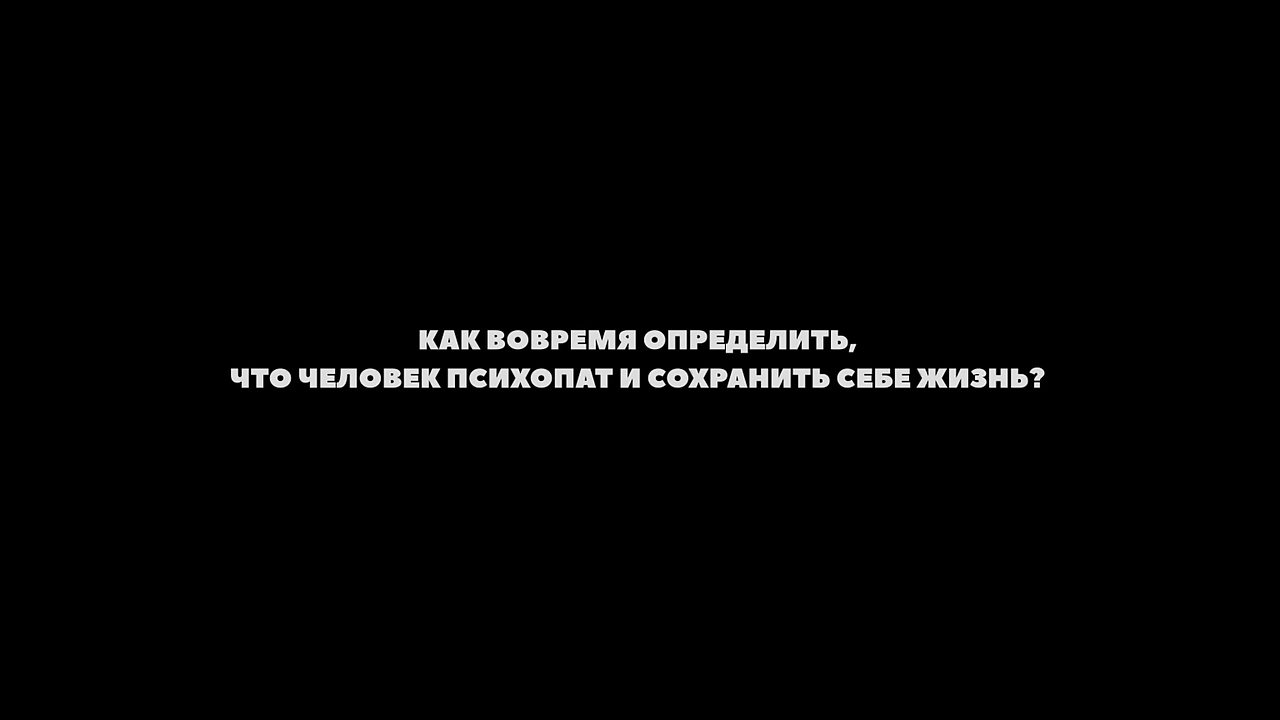 КАК ВОВРЕМЯ ОПРЕДЕЛИТЬ,
ЧТО ЧЕЛОВЕК ПСИХОПАТ И СОХРАНИТЬ СЕБЕ ЖИЗНЬ?